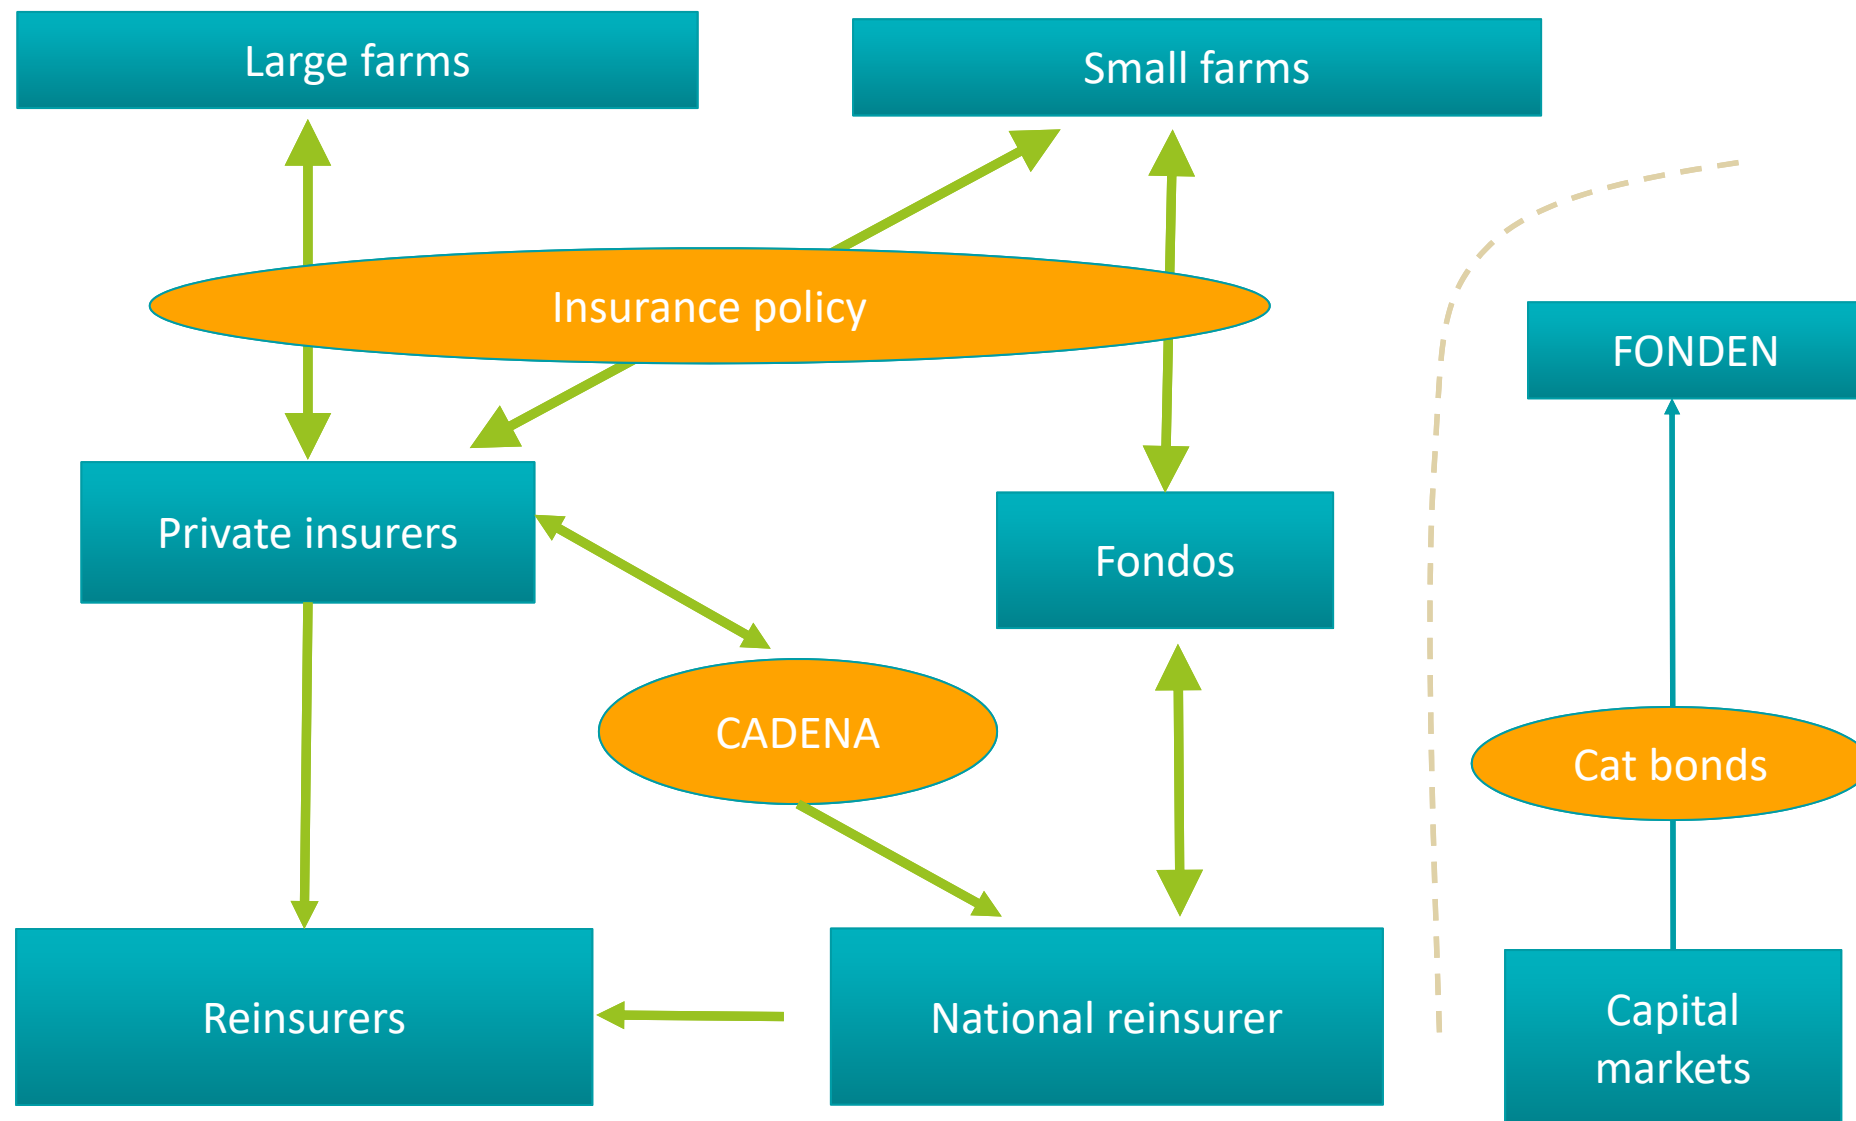 Large farms
Small farms
Insurance policy
FONDEN
Private insurers
Fondos
CADENA
Cat bonds
Reinsurers
National reinsurer
Capital
markets